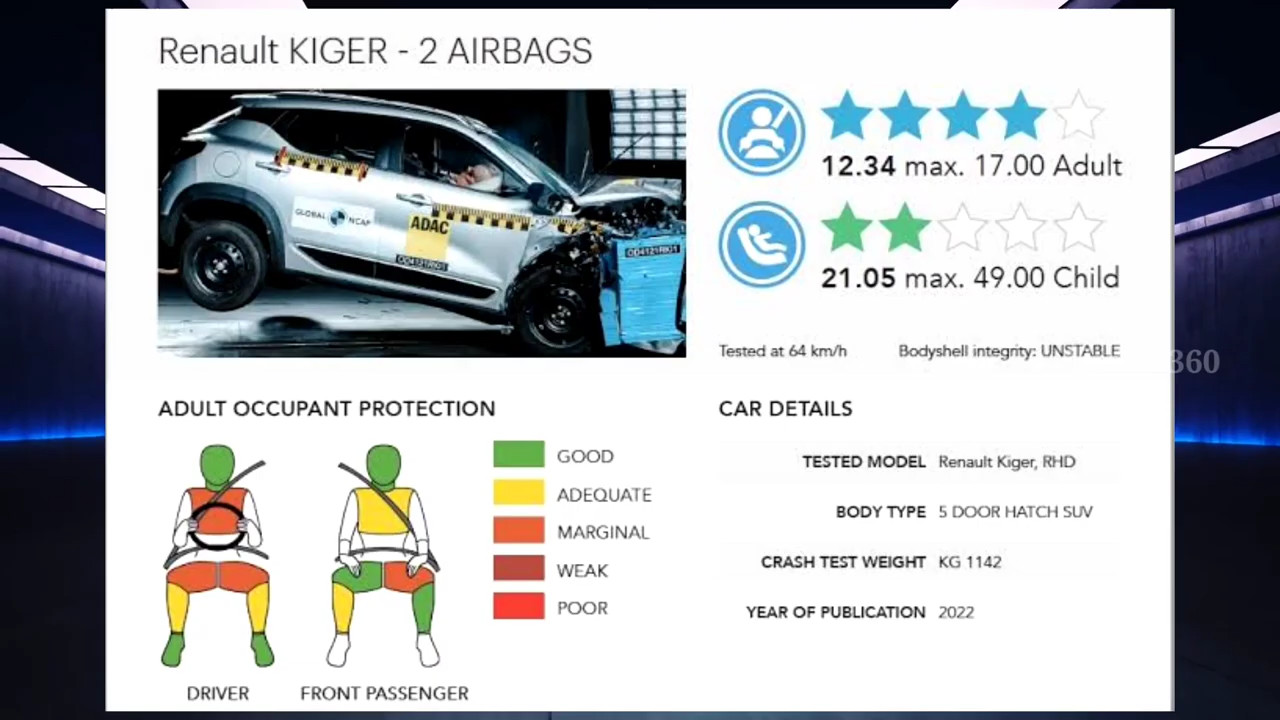 Renault KIGER - 2 AIRBAGS
GLOBAL NCAP
ADAC
12.34 max. 17.00 Adult
21.05 max. 49.00 Child
Tested at 64 km/h
Bodyshell integrity: UNSTABLE
360
ADULT OCCUPANT PROTECTION
GOOD
ADEQUATE
MARGINAL
WEAK
POOR
DRIVER
FRONT PASSENGER
CAR DETAILS
TESTED MODEL Renault Kiger, RHD
BODY TYPE 5 DOOR HATCH SUV
CRASH TEST WEIGHT KG 1142
YEAR OF PUBLICATION 2022